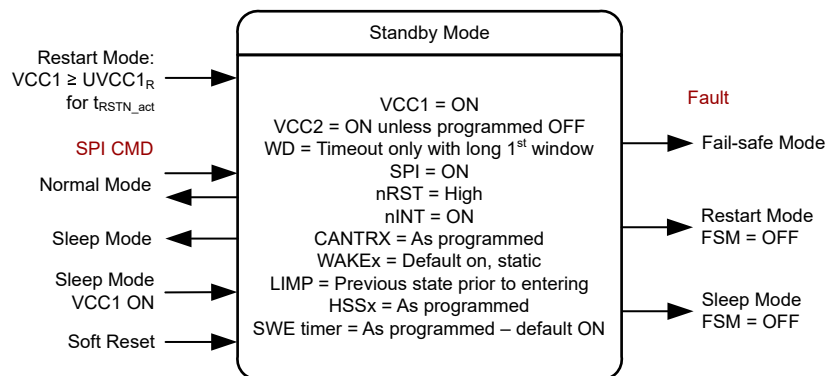 Standby Mode
Restart Mode:
VCC1 ≥ UVCC1R
for tRSTN_act
SPI CMD
Normal Mode
Sleep Mode
Sleep Mode
VCC1 ON
Soft Reset
VCC1 = ON
VCC2 = ON unless programmed OFF
WD = Timeout only with long 1st window
SPI = ON
nRST = High
nINT = ON
CANTRX = As programmed
WAKEx = Default on, static
LIMP = Previous state prior to entering
HSSx = As programmed
SWE timer = As programmed – default ON
Fault
Fail-safe Mode
Restart Mode
FSM = OFF
Sleep Mode
FSM = OFF